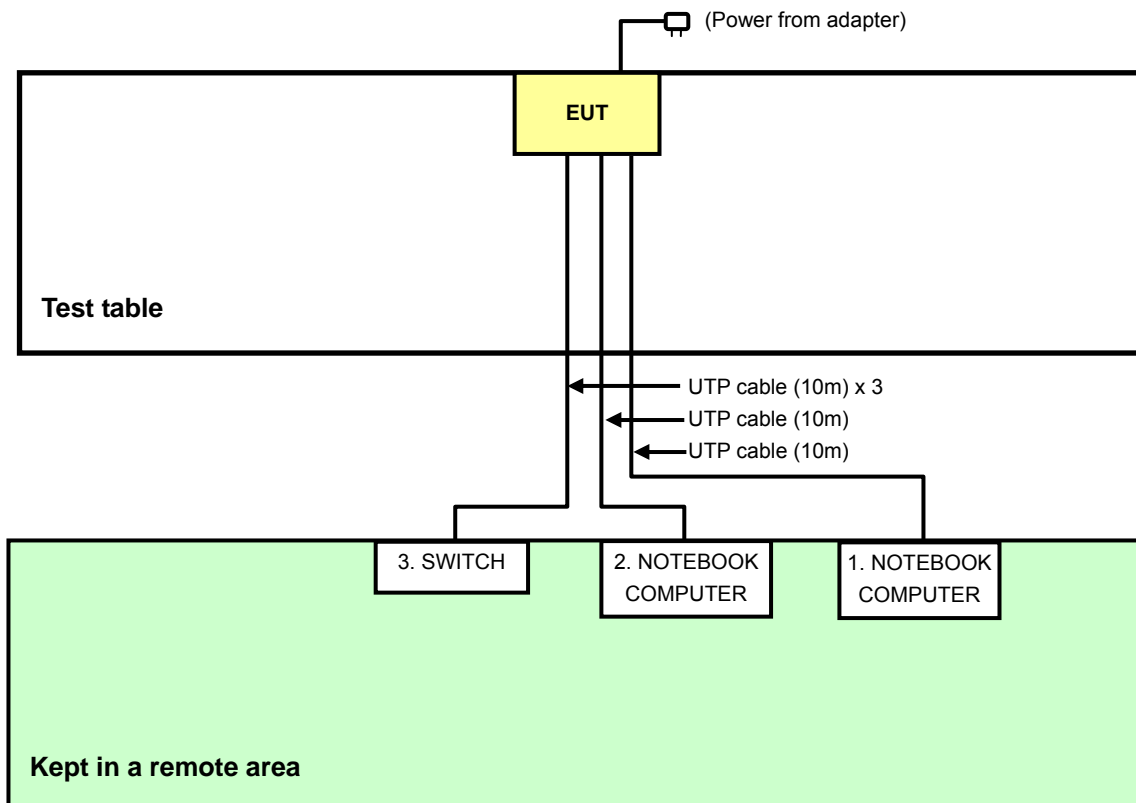 (Power from adapter)
EUT
Test table
UTP cable (10m) x 3
UTP cable (10m)
UTP cable (10m)
3. SWITCH
2. NOTEBOOK
COMPUTER
1. NOTEBOOK
COMPUTER
Kept in a remote area